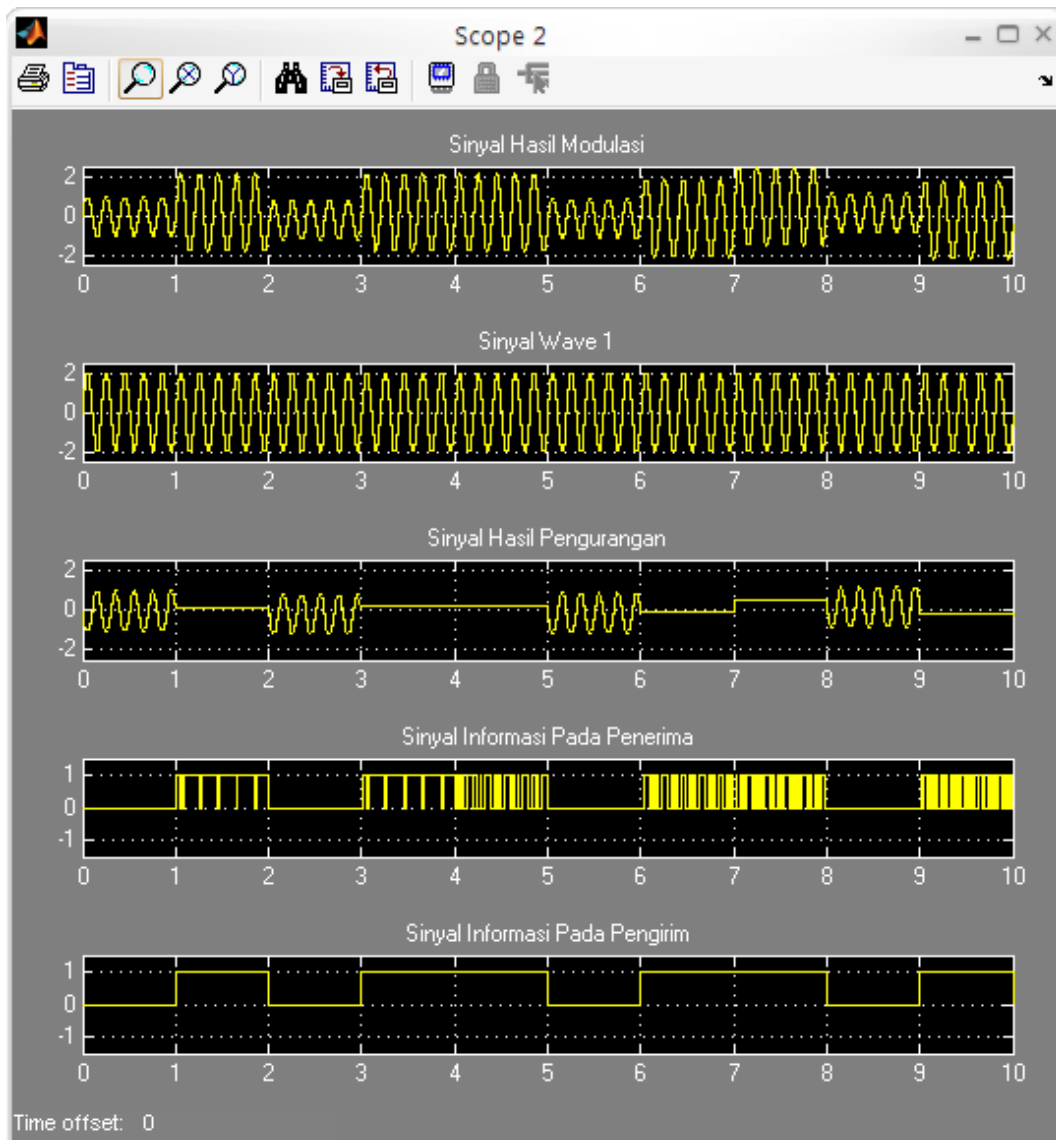 Scope 2
Sinyal Hasil Modulasi
2
0
-2
0 1 2 3 4 5 6 7 8 9 10
Sinyal Wave 1
2
0
-2
0 1 2 3 4 5 6 7 8 9 10
Sinyal Hasil Pengurangan
2
0
-2
0 1 2 3 4 5 6 7 8 9 10
Sinyal Informasi Pada Penerima
1
0
-1
0 1 2 3 4 5 6 7 8 9 10
Sinyal Informasi Pada Pengirim
1
0
-1
0 1 2 3 4 5 6 7 8 9 10
Time offset: 0